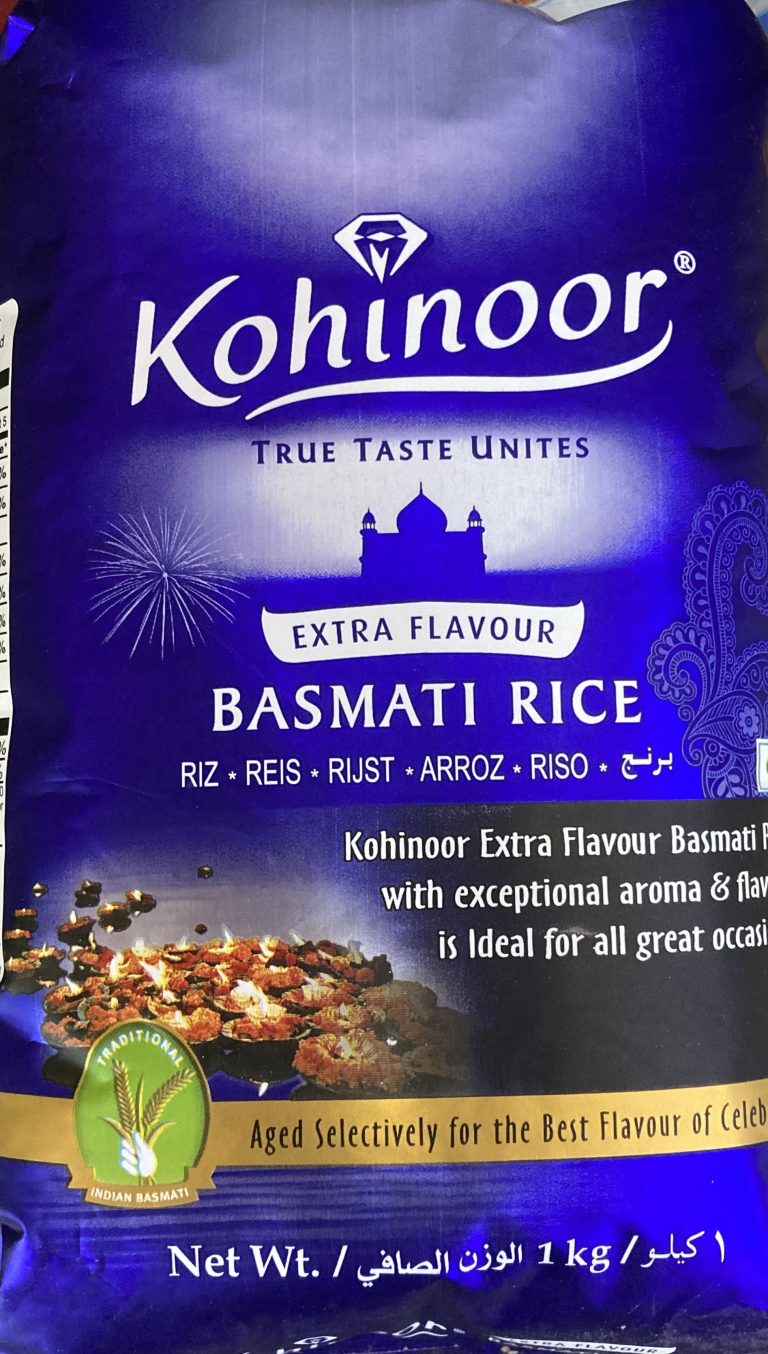 Kohinoor®
TRUE TASTE UNITES
EXTRA FLAVOUR
BASMATI RICE
RIZ * REIS * RIJST * ARROZ * RISO * برنج
Kohinoor Extra Flavour Basmati
with exceptional aroma &
is Ideal for all great
TRADITIONAL
INDIAN BASMATI
Aged Selectively for the Best Flavour of
Net Wt. / الوزن الصافي 1 kg / ١ كيلو
EXTRA FLAVOUR